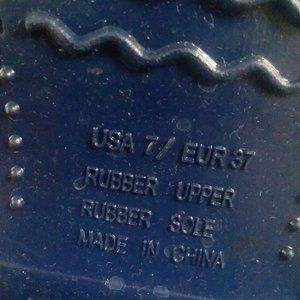 USA 7/ EUR 37
RUBBER UPPER
RUBBER SOLE
MADE IN CHINA